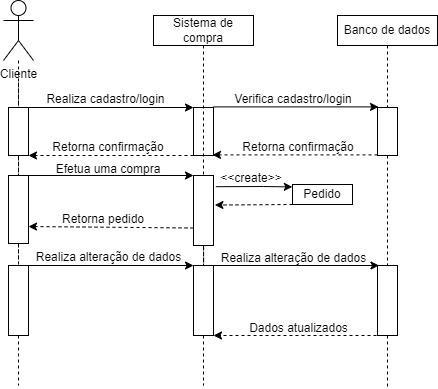 Sistema de
compra
Banco de dados
Cliente
Realiza cadastro/login
Verifica cadastro/login
Retorna confirmação
Retorna confirmação
Efetua uma compra
<<create>>
Pedido
Retorna pedido
Realiza alteração de dados
Realiza alteração de dados
Dados atualizados